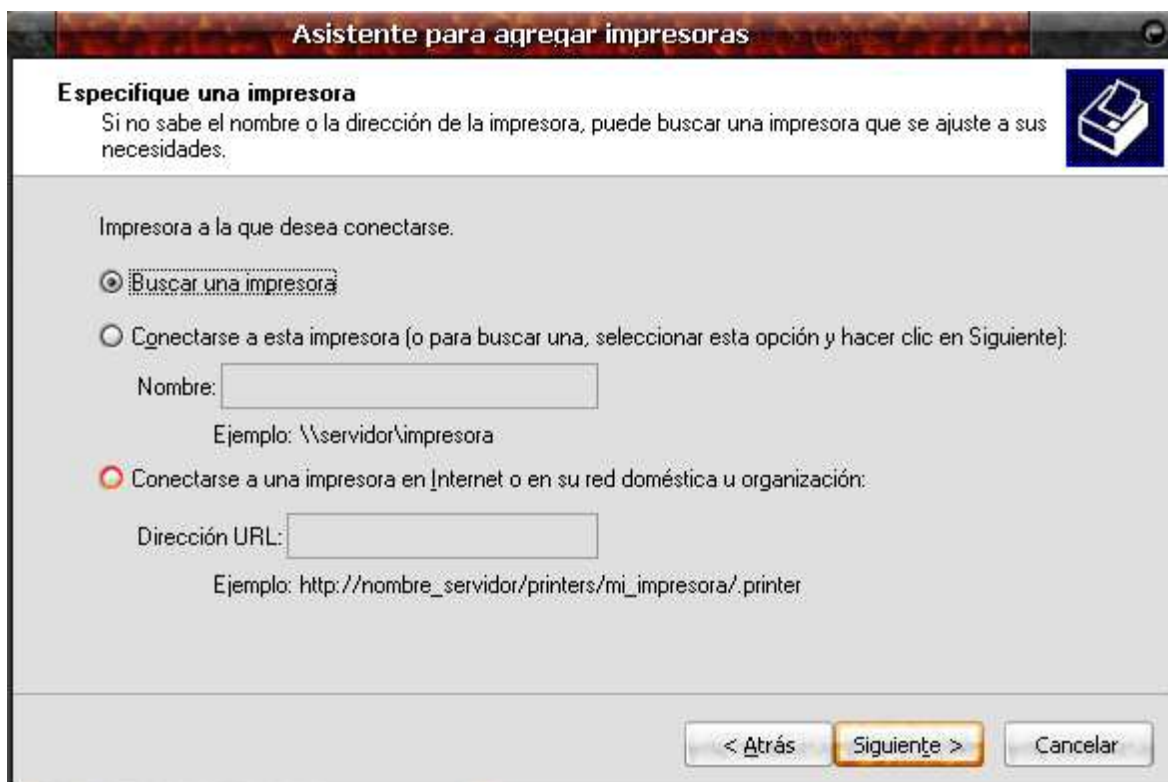 Asistente para agregar impresoras
Especifique una impresora
Si no sabe el nombre o la dirección de la impresora, puede buscar una impresora que se ajuste a sus
necesidades.
Impresora a la que desea conectarse.
Buscar una impresora
Conectarse a esta impresora (o para buscar una, seleccionar esta opción y hacer clic en Siguiente):
Nombre:
Ejemplo: \\servidor\impresora
Conectarse a una impresora en Internet o en su red doméstica u organización:
Dirección URL:
Ejemplo: http://nombre_servidor/printers/mi_impresora/.printer
< Atrás Siguiente > Cancelar